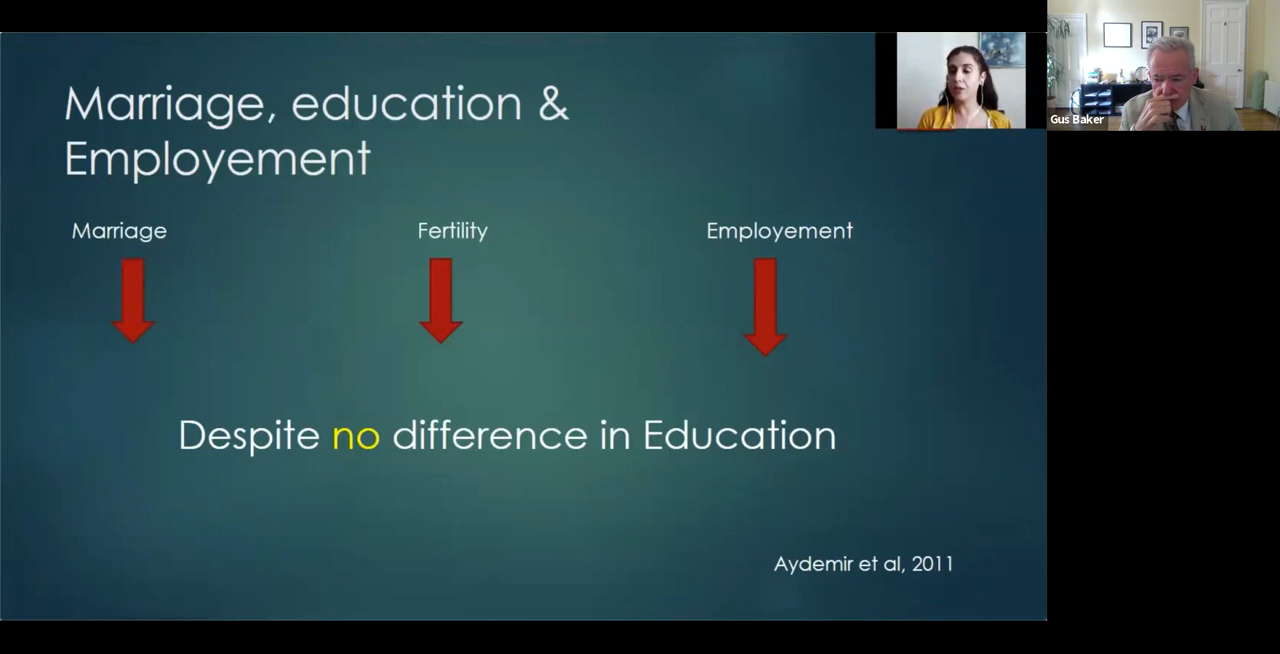 Marriage, education &
Employement
Marriage
Fertility
Employement
Despite no difference in Education
Aydemir et al, 2011
Gus Baker